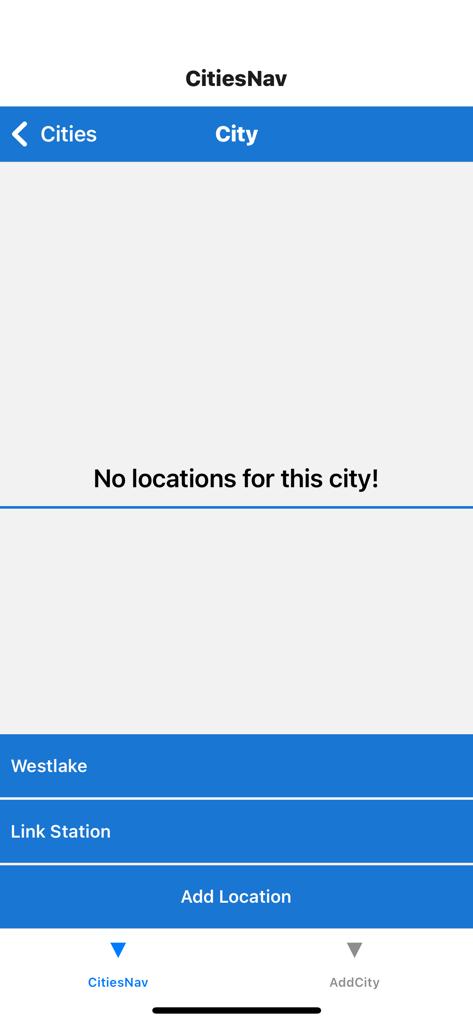 CitiesNav
Cities
City
No locations for this city!
Westlake
Link Station
Add Location
CitiesNav
AddCity